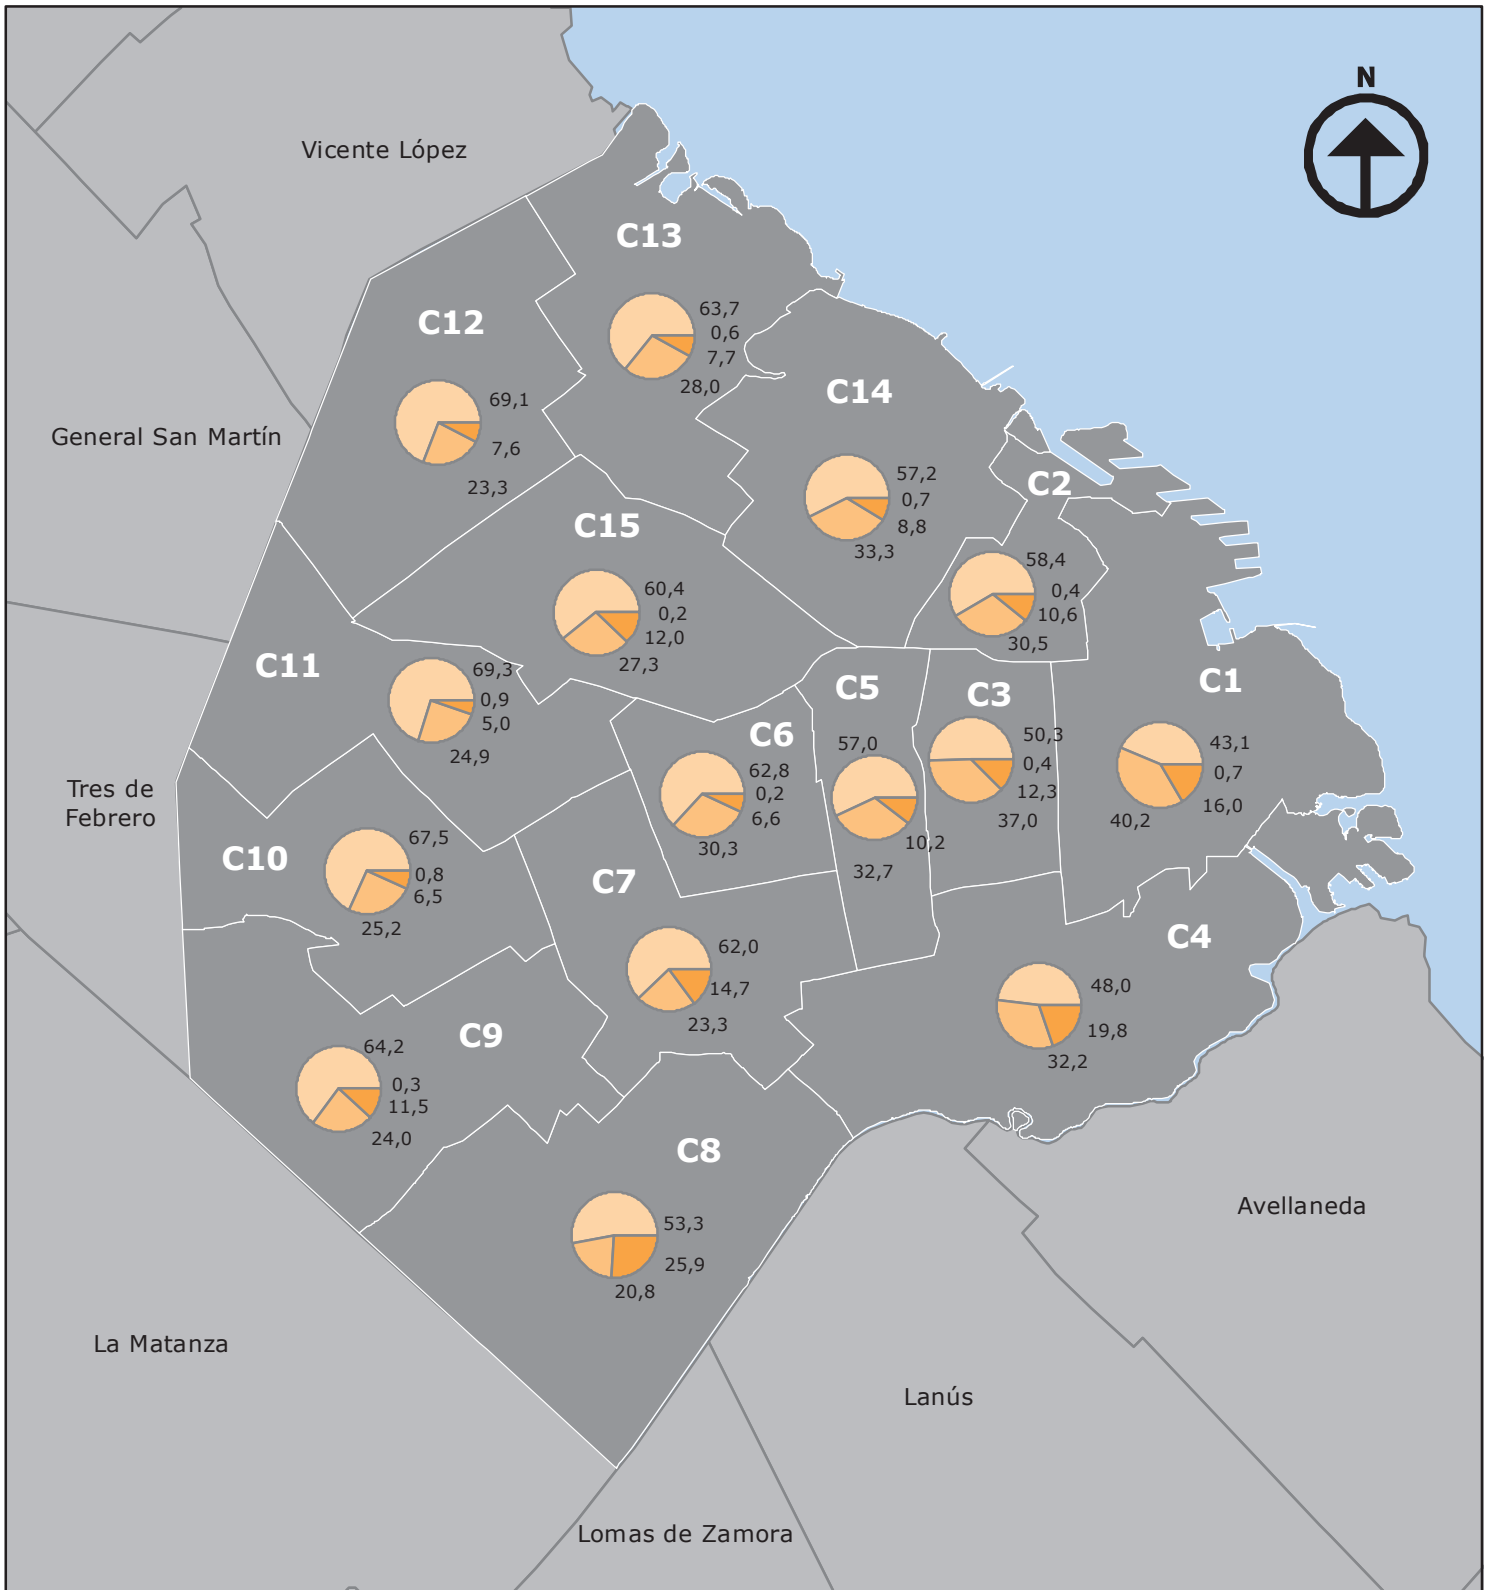 N
Vicente López
C13
63,7
0,6
7,7
28,0
C12
69,1
7,6
23,3
C14
57,2
0,7
8,8
33,3
General San Martín
C2
58,4
0,4
10,6
30,5
C15
60,4
0,2
12,0
27,3
C11
69,3
0,9
5,0
24,9
C5
57,0
10,2
32,7
C3
50,3
0,4
12,3
37,0
C1
43,1
0,7
16,0
40,2
C6
62,8
0,2
6,6
30,3
Tres de
Febrero
C10
67,5
0,8
6,5
25,2
C7
62,0
14,7
23,3
C4
48,0
19,8
32,2
C9
64,2
0,3
11,5
24,0
C8
53,3
25,9
20,8
Avellaneda
La Matanza
Lanús
Lomas de Zamora